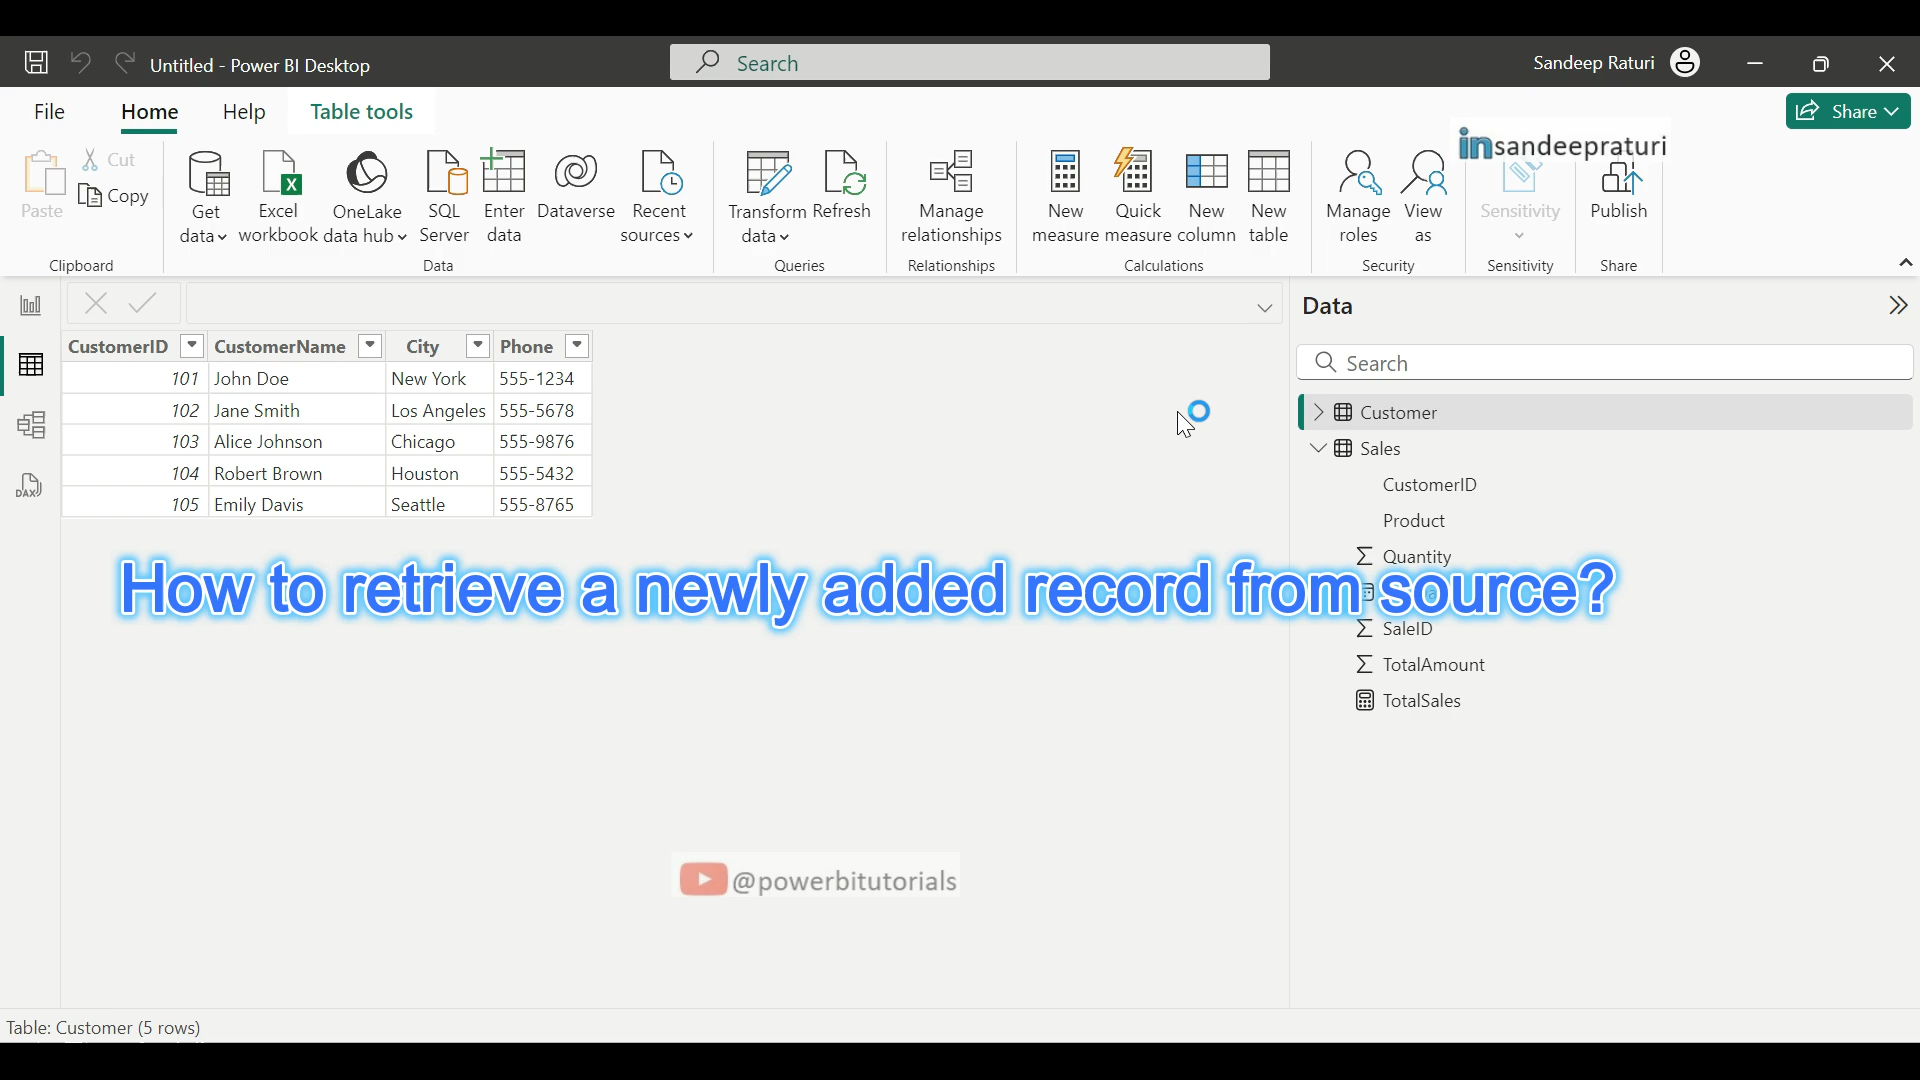 Untitled - Power BI Desktop
Search
Sandeep Raturi
File Home Help Table tools
Share
insandeepraturi
Paste
Cut
Copy
Get data
Excel workbook
OneLake data hub
SQL Server
Enter data
Dataverse
Recent sources
Transform data
Refresh
Manage relationships
New measure
Quick measure
New column
New table
Manage roles
View as
Sensitivity
Publish
Clipboard
Data
Queries
Relationships
Calculations
Security
Sensitivity
Share
CustomerID CustomerName City Phone
101 John Doe New York 555-1234
102 Jane Smith Los Angeles 555-5678
103 Alice Johnson Chicago 555-9876
104 Robert Brown Houston 555-5432
105 Emily Davis Seattle 555-8765
DAX
Data
Search
Customer
Sales
CustomerID
Product
Quantity
How to retrieve a newly added record from source?
SaleID
TotalAmount
TotalSales
@powerbitutorials
Table: Customer (5 rows)